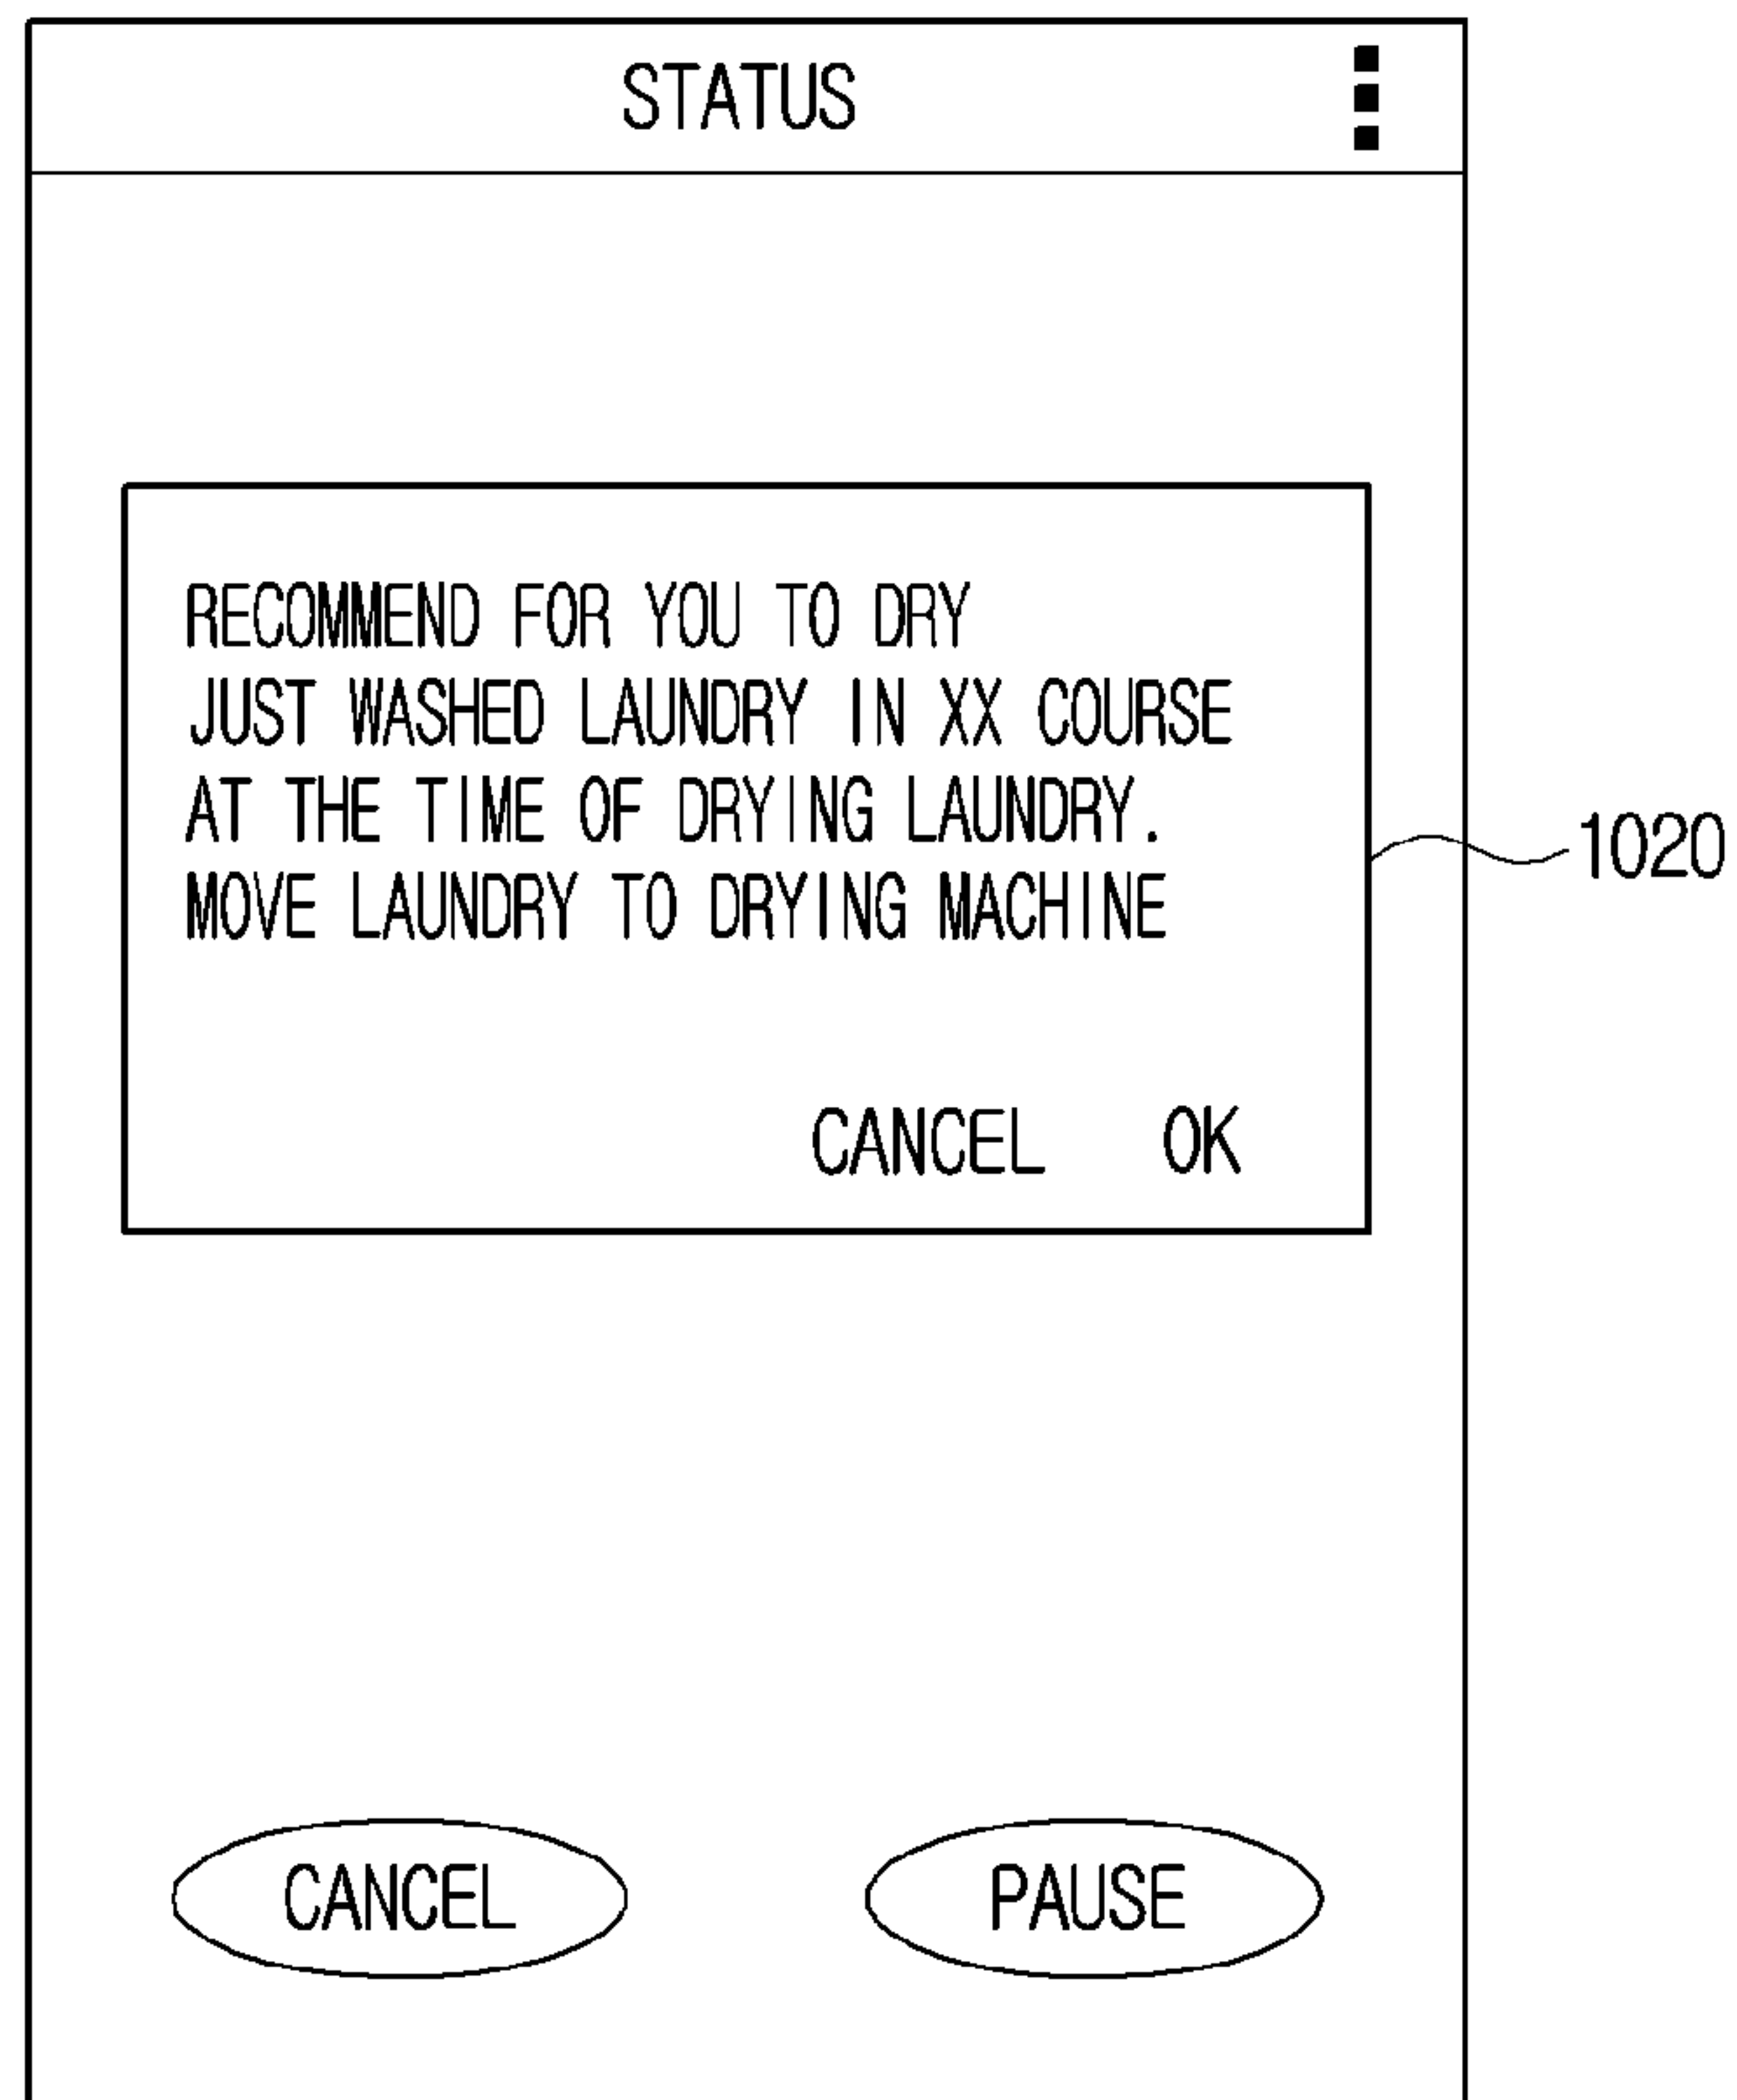 STATUS
RECOMMEND FOR YOU TO DRY
JUST WASHED LAUNDRY IN XX COURSE
AT THE TIME OF DRYING LAUNDRY.
MOVE LAUNDRY TO DRYING MACHINE
1020
CANCEL OK
CANCEL PAUSE